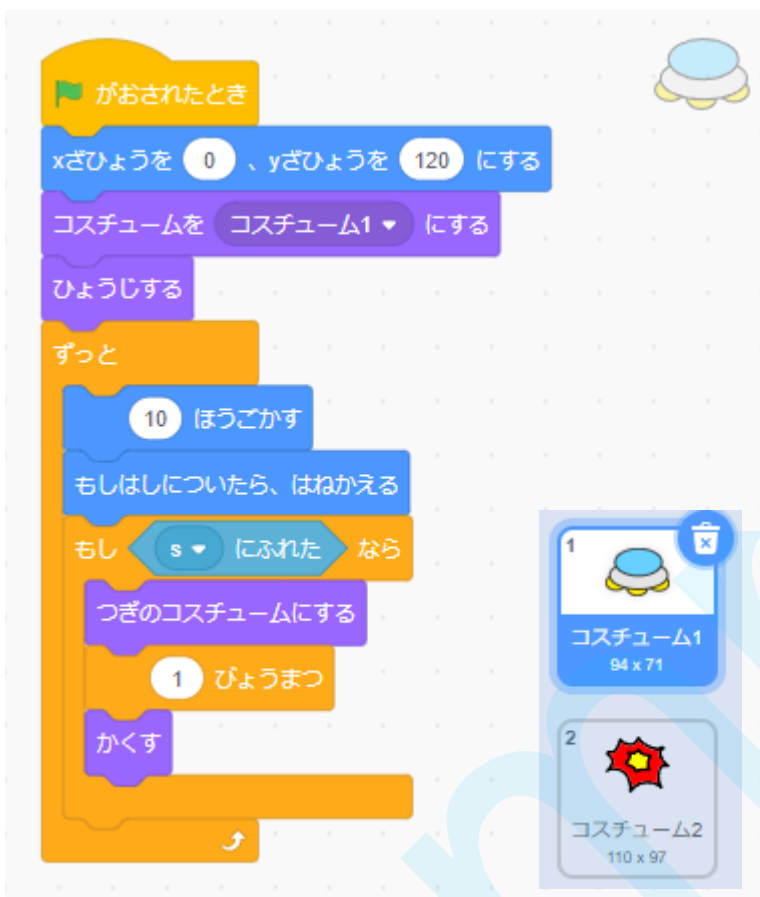 がおされたとき
xざひょうを 0 、yざひょうを 120 にする
コスチュームを コスチューム1 にする
ひょうじする
ずっと
10 ほうごかす
もしはしについたら、はねかえる
もし s にふれた なら
つぎのコスチュームにする
1 びょうまつ
かくす
1
コスチューム1
94 x 71
2
コスチューム2
110 x 97